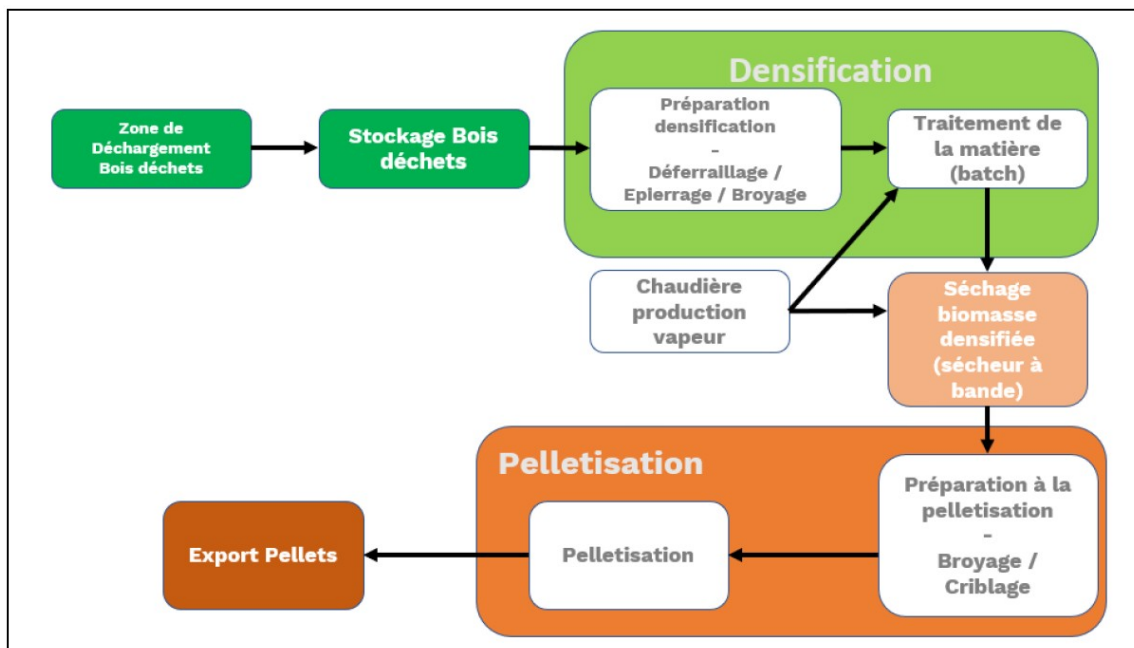 Densification
Zone de
Déchargement
Bois déchets
Stockage Bois
déchets
Préparation
densification
-
Déferraillage /
Epierrage / Broyage
Traitement de
la matière
(batch)
Chaudière
production
vapeur
Séchage
biomasse
densifiée
(sécheur à
bande)
Pelletisation
Préparation à la
pelletisation
-
Broyage /
Criblage
Pelletisation
Export Pellets